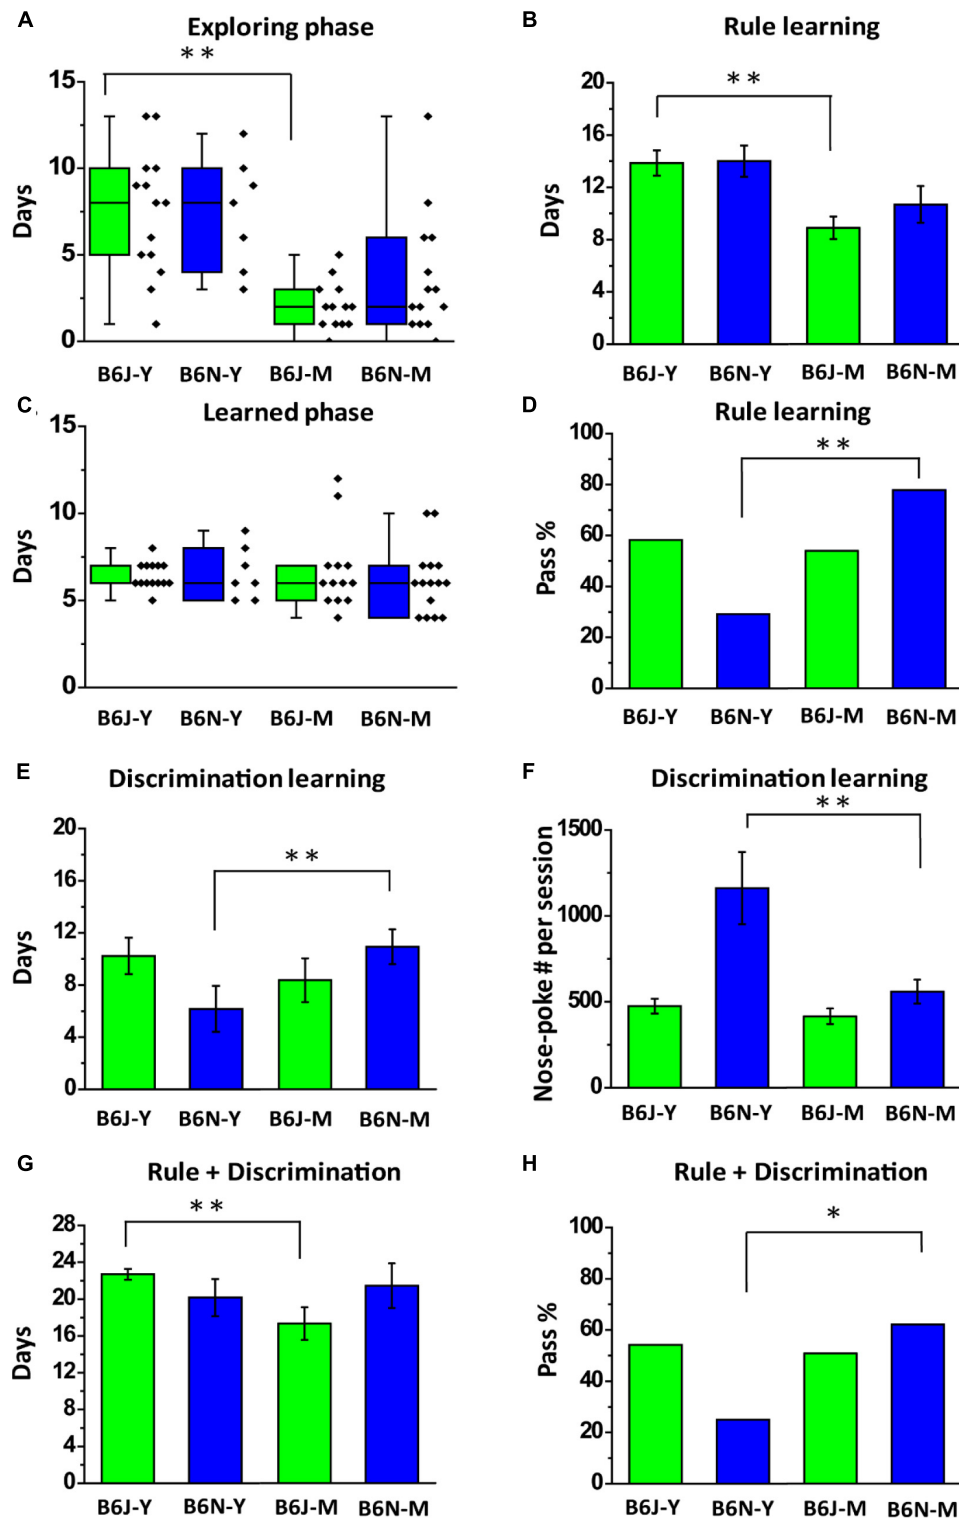 A Exploring phase
**
15
10
5
0
Days
B6J-Y B6N-Y B6J-M B6N-M
B Rule learning
**
20
16
12
8
4
0
Days
B6J-Y B6N-Y B6J-M B6N-M
C Learned phase
15
10
5
0
Days
B6J-Y B6N-Y B6J-M B6N-M
D Rule learning
**
100
80
60
40
20
0
Pass %
B6J-Y B6N-Y B6J-M B6N-M
E Discrimination learning
**
20
16
12
8
4
0
Days
B6J-Y B6N-Y B6J-M B6N-M
F Discrimination learning
**
1500
1000
500
0
Nose-poke # per session
B6J-Y B6N-Y B6J-M B6N-M
G Rule + Discrimination
**
28
24
20
16
12
8
4
0
Days
B6J-Y B6N-Y B6J-M B6N-M
H Rule + Discrimination
*
100
80
60
40
20
0
Pass %
B6J-Y B6N-Y B6J-M B6N-M